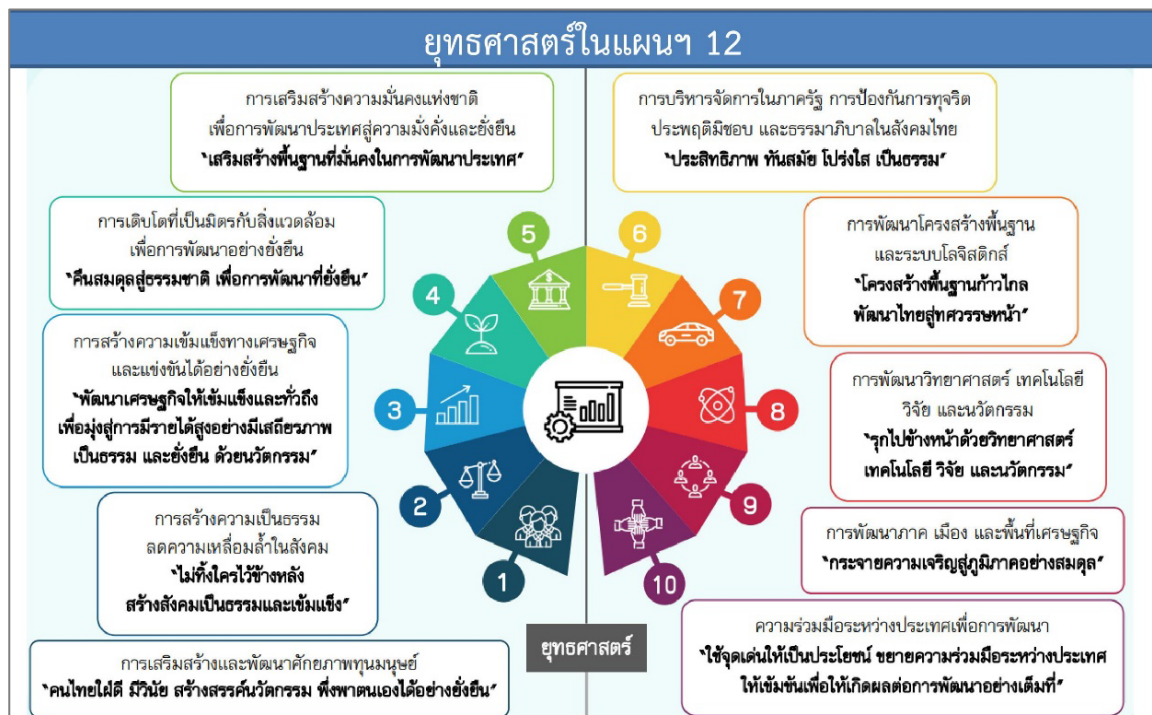 ยุทธศาสตร์ในแผนฯ 12
การเสริมสร้างความมั่นคงแห่งชาติ
เพื่อการพัฒนาประเทศสู่ความมั่งคั่งและยั่งยืน
"เสริมสร้างพื้นฐานที่มั่นคงในการพัฒนาประเทศ"
การบริหารจัดการในภาครัฐ การป้องกันการทุจริต
ประพฤติมิชอบ และธรรมาภิบาลในสังคมไทย
"ประสิทธิภาพ ทันสมัย โปร่งใส เป็นธรรม"
การเติบโตที่เป็นมิตรกับสิ่งแวดล้อม
เพื่อการพัฒนาอย่างยั่งยืน
"คืนสมดุลสู่ธรรมชาติ เพื่อการพัฒนาที่ยั่งยืน"
การพัฒนาโครงสร้างพื้นฐาน
และระบบโลจิสติกส์
"โครงสร้างพื้นฐานก้าวไกล
พัฒนาไทยสู่ทศวรรษหน้า"
การสร้างความเข้มแข็งทางเศรษฐกิจ
และแข่งขันได้อย่างยั่งยืน
"พัฒนาเศรษฐกิจให้เข้มแข็งและทั่วถึง
เพื่อมุ่งสู่การมีรายได้สูงอย่างมีเสถียรภาพ
เป็นธรรม และยั่งยืน ด้วยนวัตกรรม"
การพัฒนาวิทยาศาสตร์ เทคโนโลยี
วิจัย และนวัตกรรม
"รุกไปข้างหน้าด้วยวิทยาศาสตร์
เทคโนโลยี วิจัย และนวัตกรรม"
การสร้างความเป็นธรรม
ลดความเหลื่อมล้ำในสังคม
"ไม่ทิ้งใครไว้ข้างหลัง
สร้างสังคมเป็นธรรมและเข้มแข็ง"
การพัฒนาภาค เมือง และพื้นที่เศรษฐกิจ
"กระจายความเจริญสู่ภูมิภาคอย่างสมดุล"
การเสริมสร้างและพัฒนาศักยภาพทุนมนุษย์
"คนไทยใฝ่ดี มีวินัย สร้างสรรค์นวัตกรรม พึ่งพาตนเองได้อย่างยั่งยืน"
ความร่วมมือระหว่างประเทศเพื่อการพัฒนา
"ใช้จุดเด่นให้เป็นประโยชน์ ขยายความร่วมมือระหว่างประเทศ
ให้เข้มข้นเพื่อให้เกิดผลต่อการพัฒนาอย่างเต็มที่"
1
2
3
4
5
6
7
8
9
10
ยุทธศาสตร์